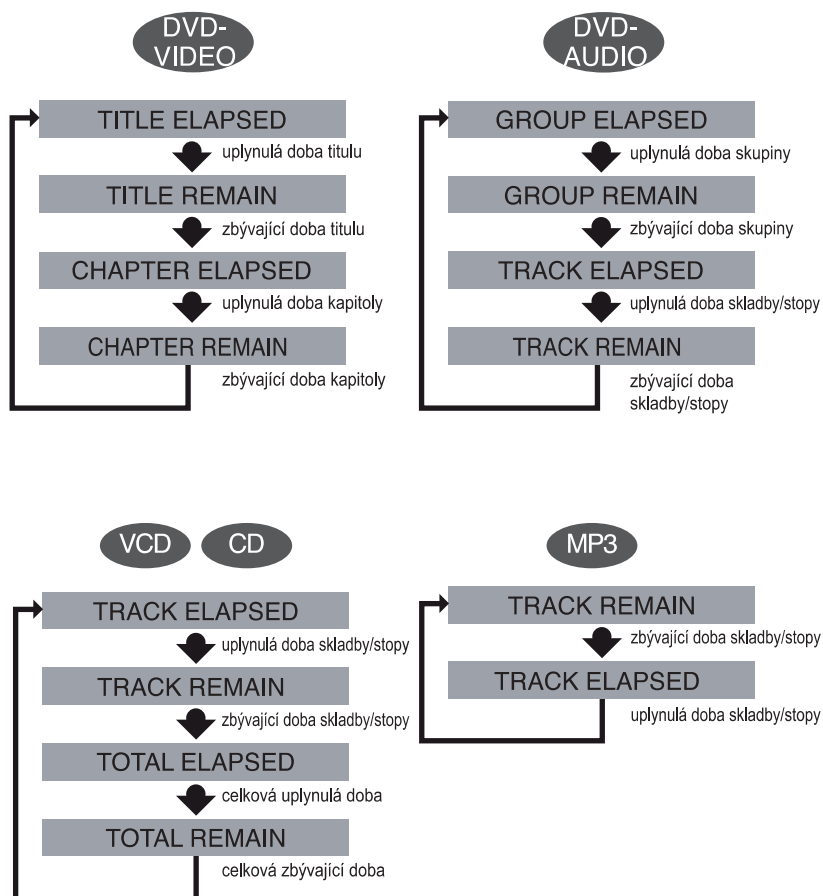 DVD-
VIDEO
TITLE ELAPSED
uplynulá doba titulu
TITLE REMAIN
zbývající doba titulu
CHAPTER ELAPSED
uplynulá doba kapitoly
CHAPTER REMAIN
zbývající doba kapitoly
DVD-
AUDIO
GROUP ELAPSED
uplynulá doba skupiny
GROUP REMAIN
zbývající doba skupiny
TRACK ELAPSED
uplynulá doba skladby/stopy
TRACK REMAIN
zbývající doba
skladby/stopy
VCD CD
TRACK ELAPSED
uplynulá doba skladby/stopy
TRACK REMAIN
zbývající doba skladby/stopy
TOTAL ELAPSED
celková uplynulá doba
TOTAL REMAIN
celková zbývající doba
MP3
TRACK REMAIN
zbývající doba skladby/stopy
TRACK ELAPSED
uplynulá doba skladby/stopy